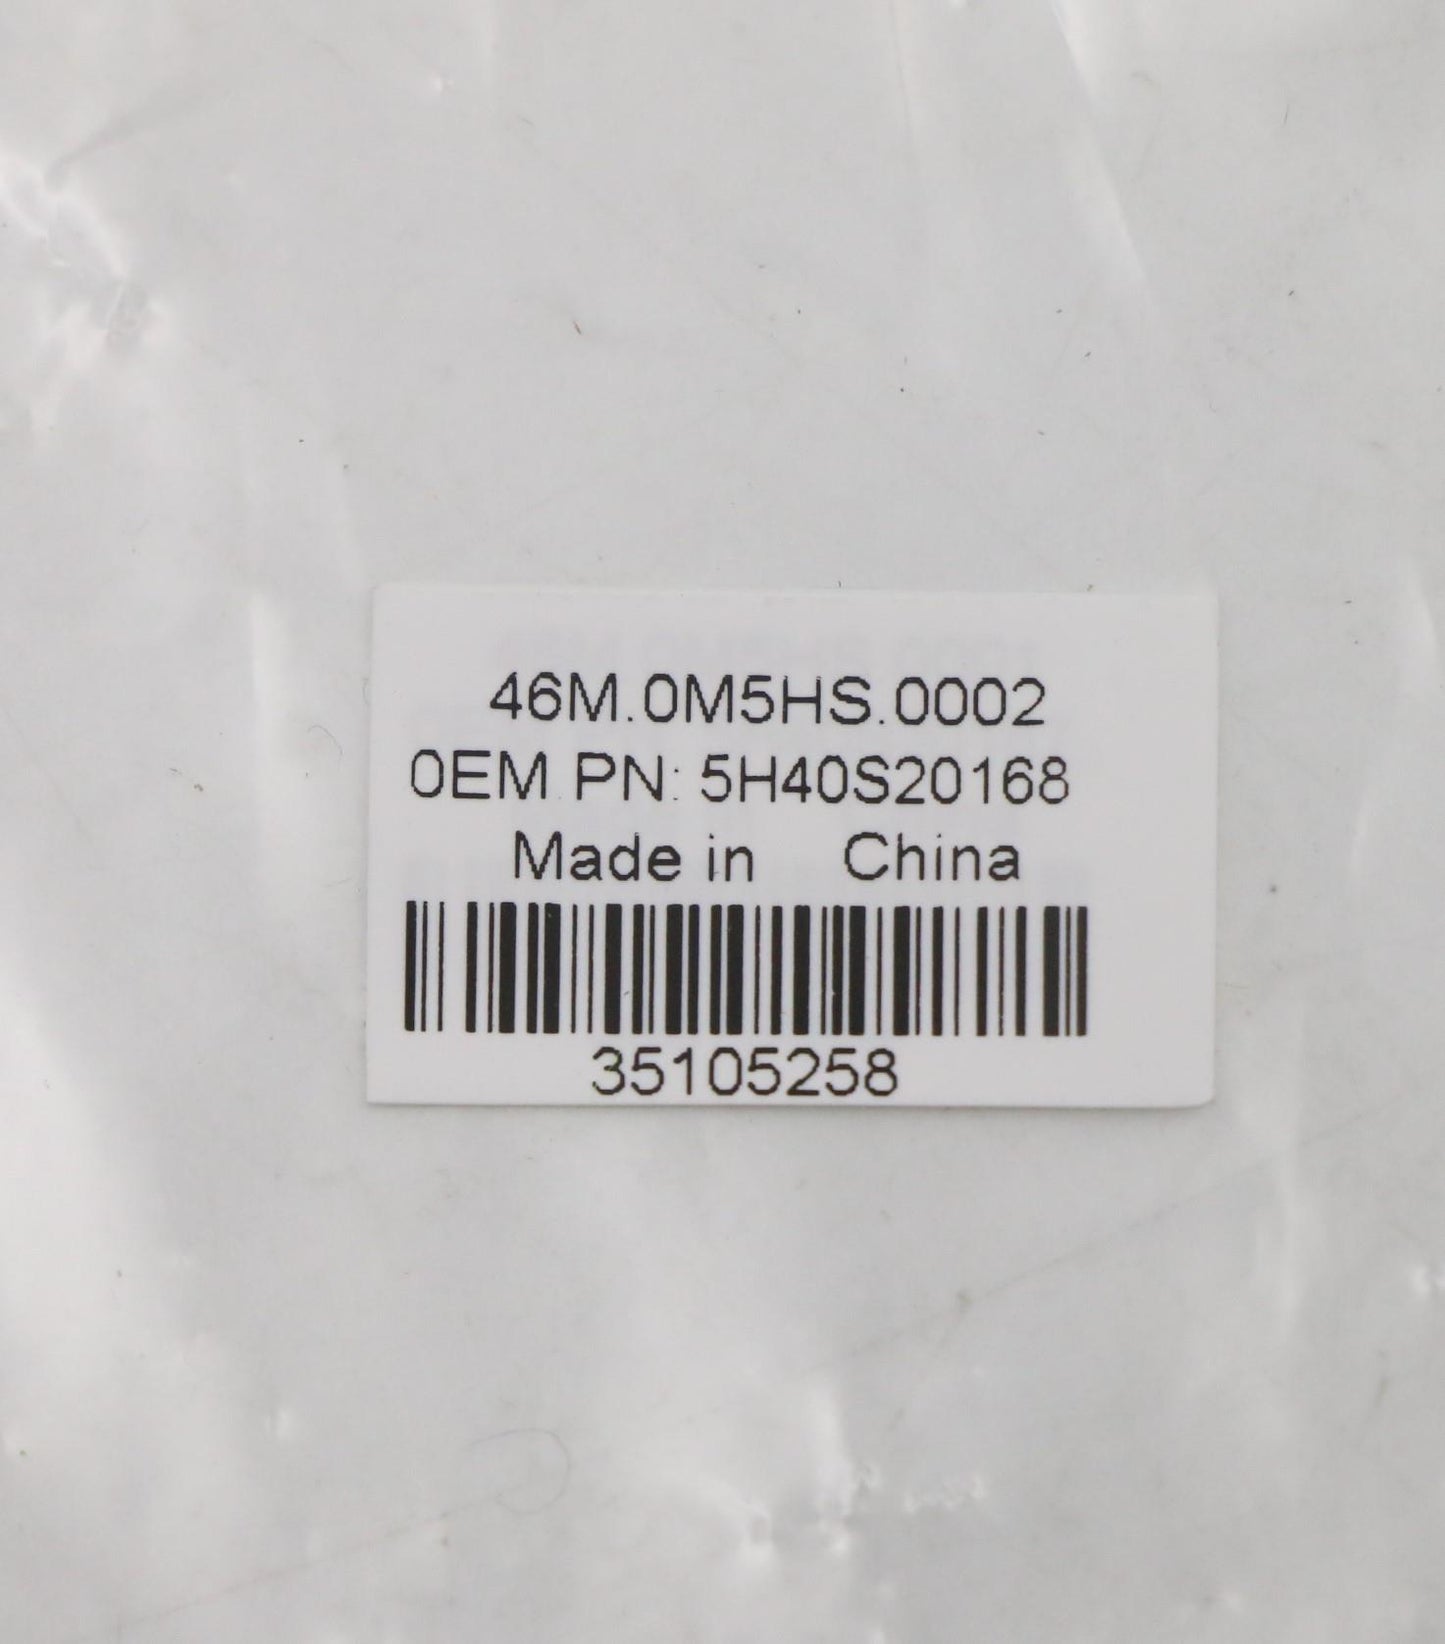 46M.0M5HS.0002
0EM PN: 5H40S20168
Made in China
35105258